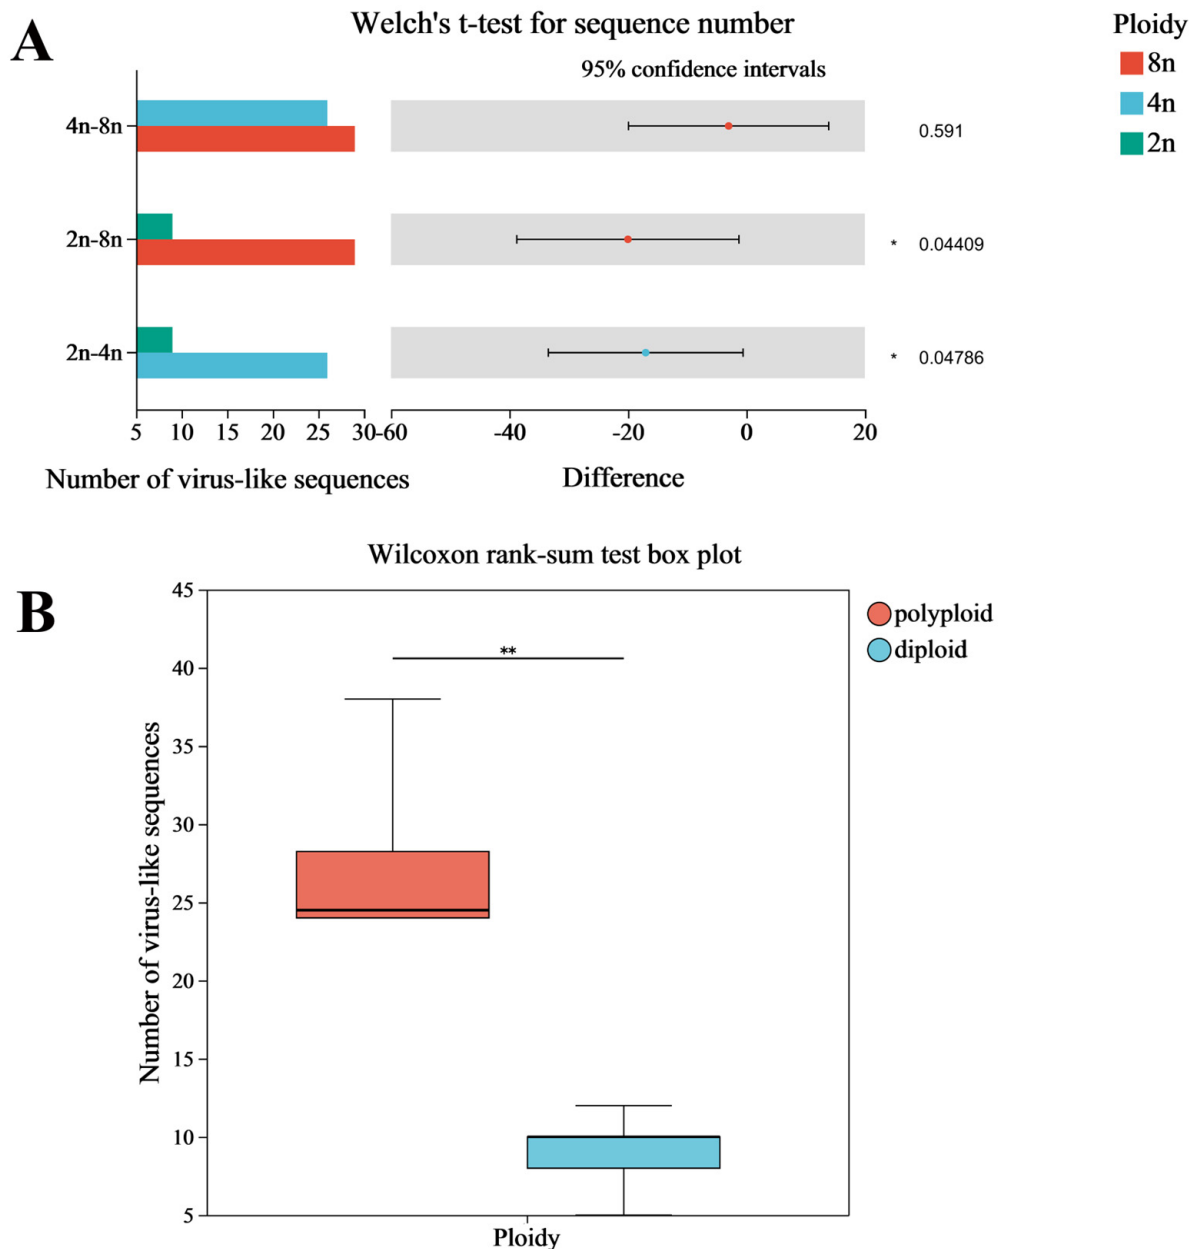 A
Welch's t-test for sequence number
95% confidence intervals
Ploidy
8n
4n
2n
4n-8n
0.591
2n-8n
* 0.04409
2n-4n
* 0.04786
5 10 15 20 25 30 -60 -40 -20 0 20
Number of virus-like sequences
Difference
B
Wilcoxon rank-sum test box plot
polyploid
diploid
**
45
40
35
30
25
20
15
10
5
Number of virus-like sequences
Ploidy